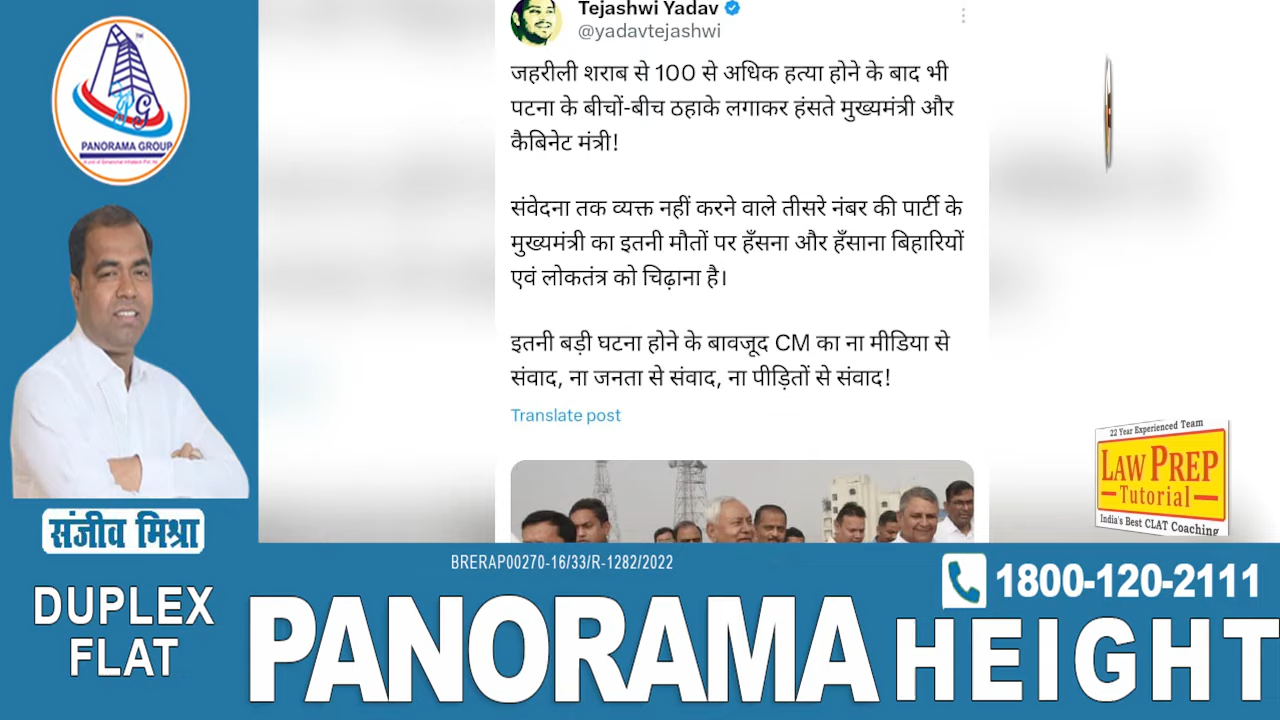 Tejashwi Yadav
@yadavtejashwi
जहरीली शराब से 100 से अधिक हत्या होने के बाद भी
पटना के बीचों-बीच ठहाके लगाकर हंसते मुख्यमंत्री और
कैबिनेट मंत्री!
संवेदना तक व्यक्त नहीं करने वाले तीसरे नंबर की पार्टी के
मुख्यमंत्री का इतनी मौतों पर हँसना और हँसाना बिहारियों
एवं लोकतंत्र को चिढ़ाना है।
इतनी बड़ी घटना होने के बावजूद CM का ना मीडिया से
संवाद, ना जनता से संवाद, ना पीड़ितों से संवाद!
Translate post
PANORAMA GROUP
संजीव मिश्रा
22 Year Experienced Team
LAW PREP
Tutorial
India's Best CLAT Coaching
BRERAP00270-16/33/R-1282/2022
1800-120-2111
DUPLEX
FLAT
PANORAMA HEIGHT